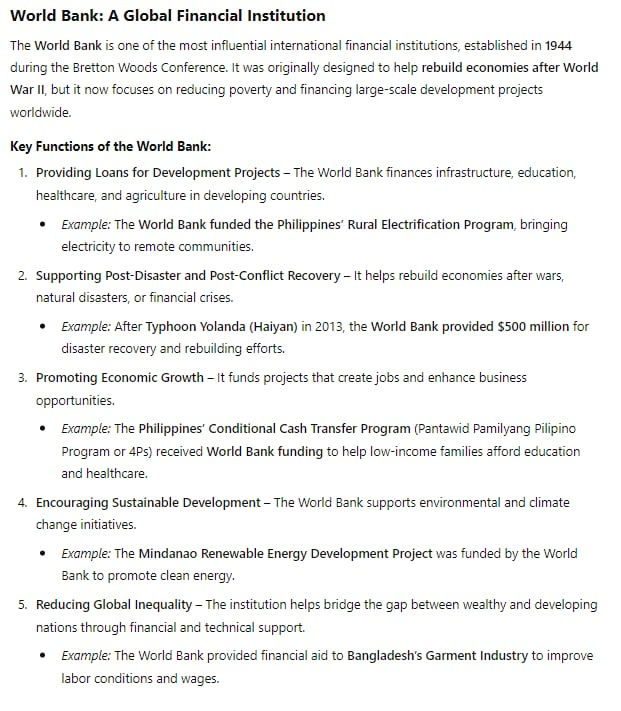 World Bank: A Global Financial Institution
The World Bank is one of the most influential international financial institutions, established in 1944
during the Bretton Woods Conference. It was originally designed to help rebuild economies after World
War II, but it now focuses on reducing poverty and financing large-scale development projects
worldwide.
Key Functions of the World Bank:
1. Providing Loans for Development Projects – The World Bank finances infrastructure, education,
healthcare, and agriculture in developing countries.
• Example: The World Bank funded the Philippines’ Rural Electrification Program, bringing
electricity to remote communities.
2. Supporting Post-Disaster and Post-Conflict Recovery – It helps rebuild economies after wars,
natural disasters, or financial crises.
• Example: After Typhoon Yolanda (Haiyan) in 2013, the World Bank provided $500 million for
disaster recovery and rebuilding efforts.
3. Promoting Economic Growth – It funds projects that create jobs and enhance business
opportunities.
• Example: The Philippines’ Conditional Cash Transfer Program (Pantawid Pamilyang Pilipino
Program or 4Ps) received World Bank funding to help low-income families afford education
and healthcare.
4. Encouraging Sustainable Development – The World Bank supports environmental and climate
change initiatives.
• Example: The Mindanao Renewable Energy Development Project was funded by the World
Bank to promote clean energy.
5. Reducing Global Inequality – The institution helps bridge the gap between wealthy and developing
nations through financial and technical support.
• Example: The World Bank provided financial aid to Bangladesh’s Garment Industry to improve
labor conditions and wages.